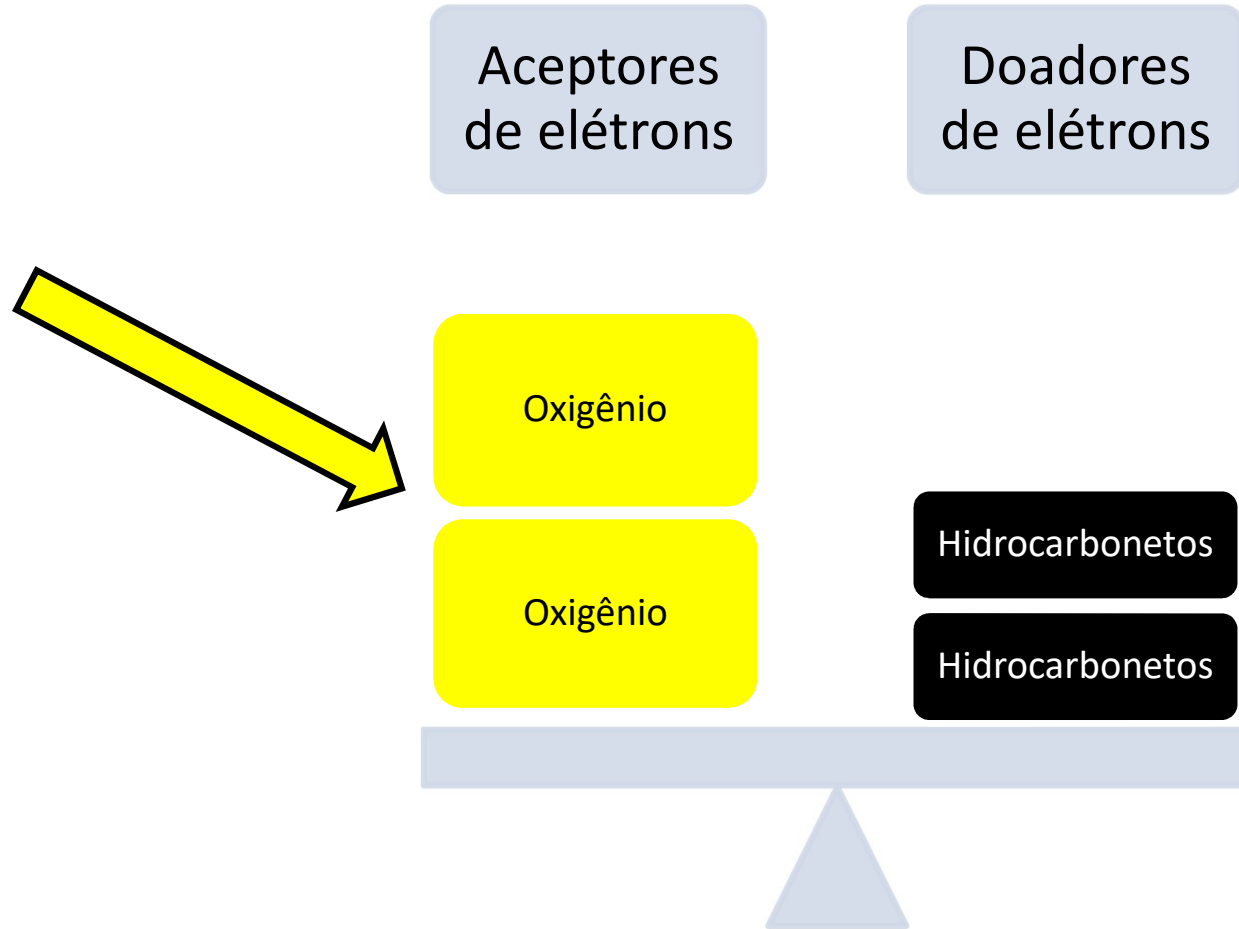 Aceptores
de elétrons
Doadores
de elétrons
Oxigênio
Oxigênio
Hidrocarbonetos
Hidrocarbonetos